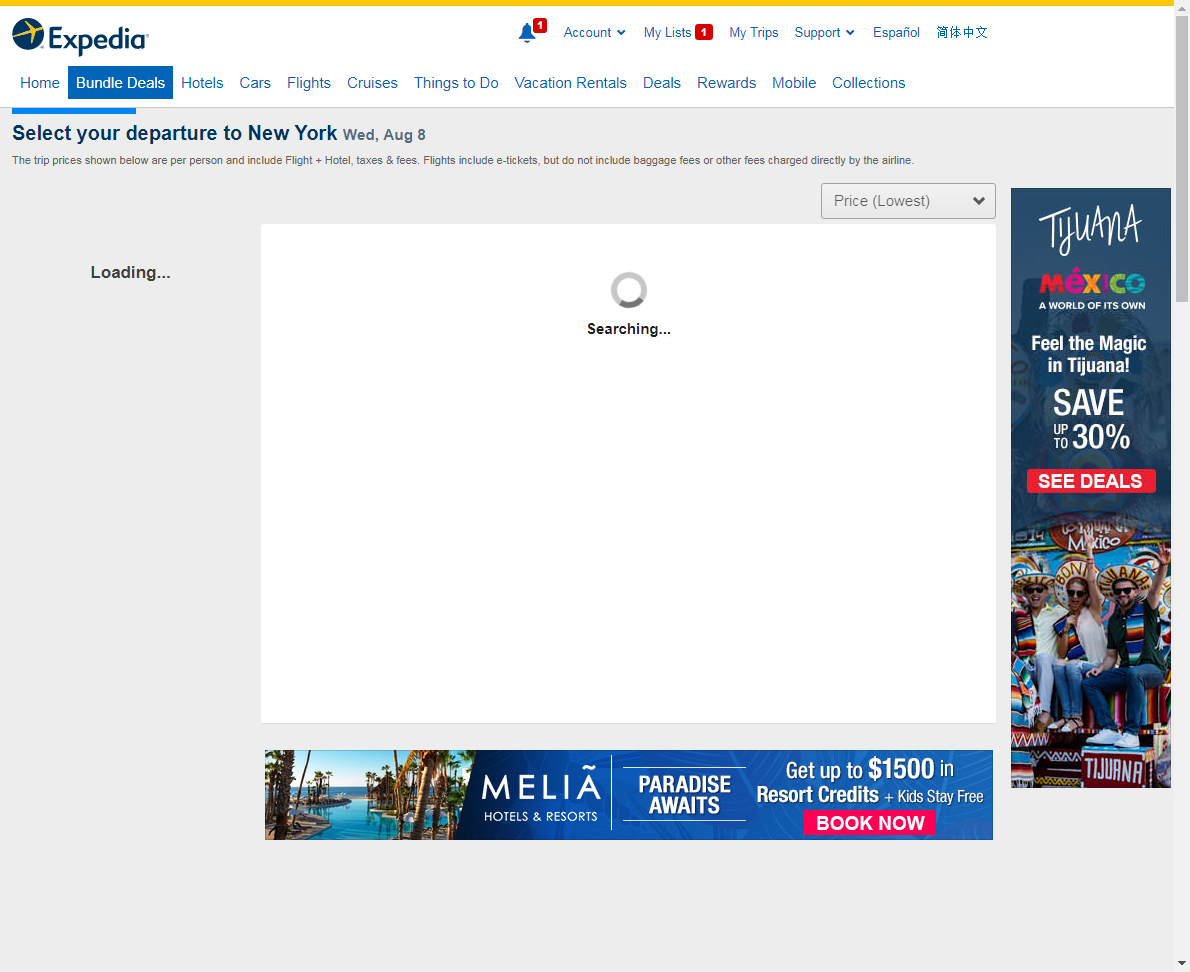 Expedia
1
Account
My Lists 1
My Trips
Support
Español
简体中文
Home
Bundle Deals
Hotels
Cars
Flights
Cruises
Things to Do
Vacation Rentals
Deals
Rewards
Mobile
Collections
Select your departure to New York Wed, Aug 8
The trip prices shown below are per person and include Flight + Hotel, taxes & fees. Flights include e-tickets, but do not include baggage fees or other fees charged directly by the airline.
Price (Lowest)
Loading...
Searching...
TIJUANA
MéXICO
A WORLD OF ITS OWN
Feel the Magic
in Tijuana!
SAVE
UP TO 30%
SEE DEALS
Tijuana
Mexico
MEXICO
BONA
TIJUANA
TIJUANA
MELIÃ
HOTELS & RESORTS
PARADISE
AWAITS
Get up to $1500 in
Resort Credits + Kids Stay Free
BOOK NOW